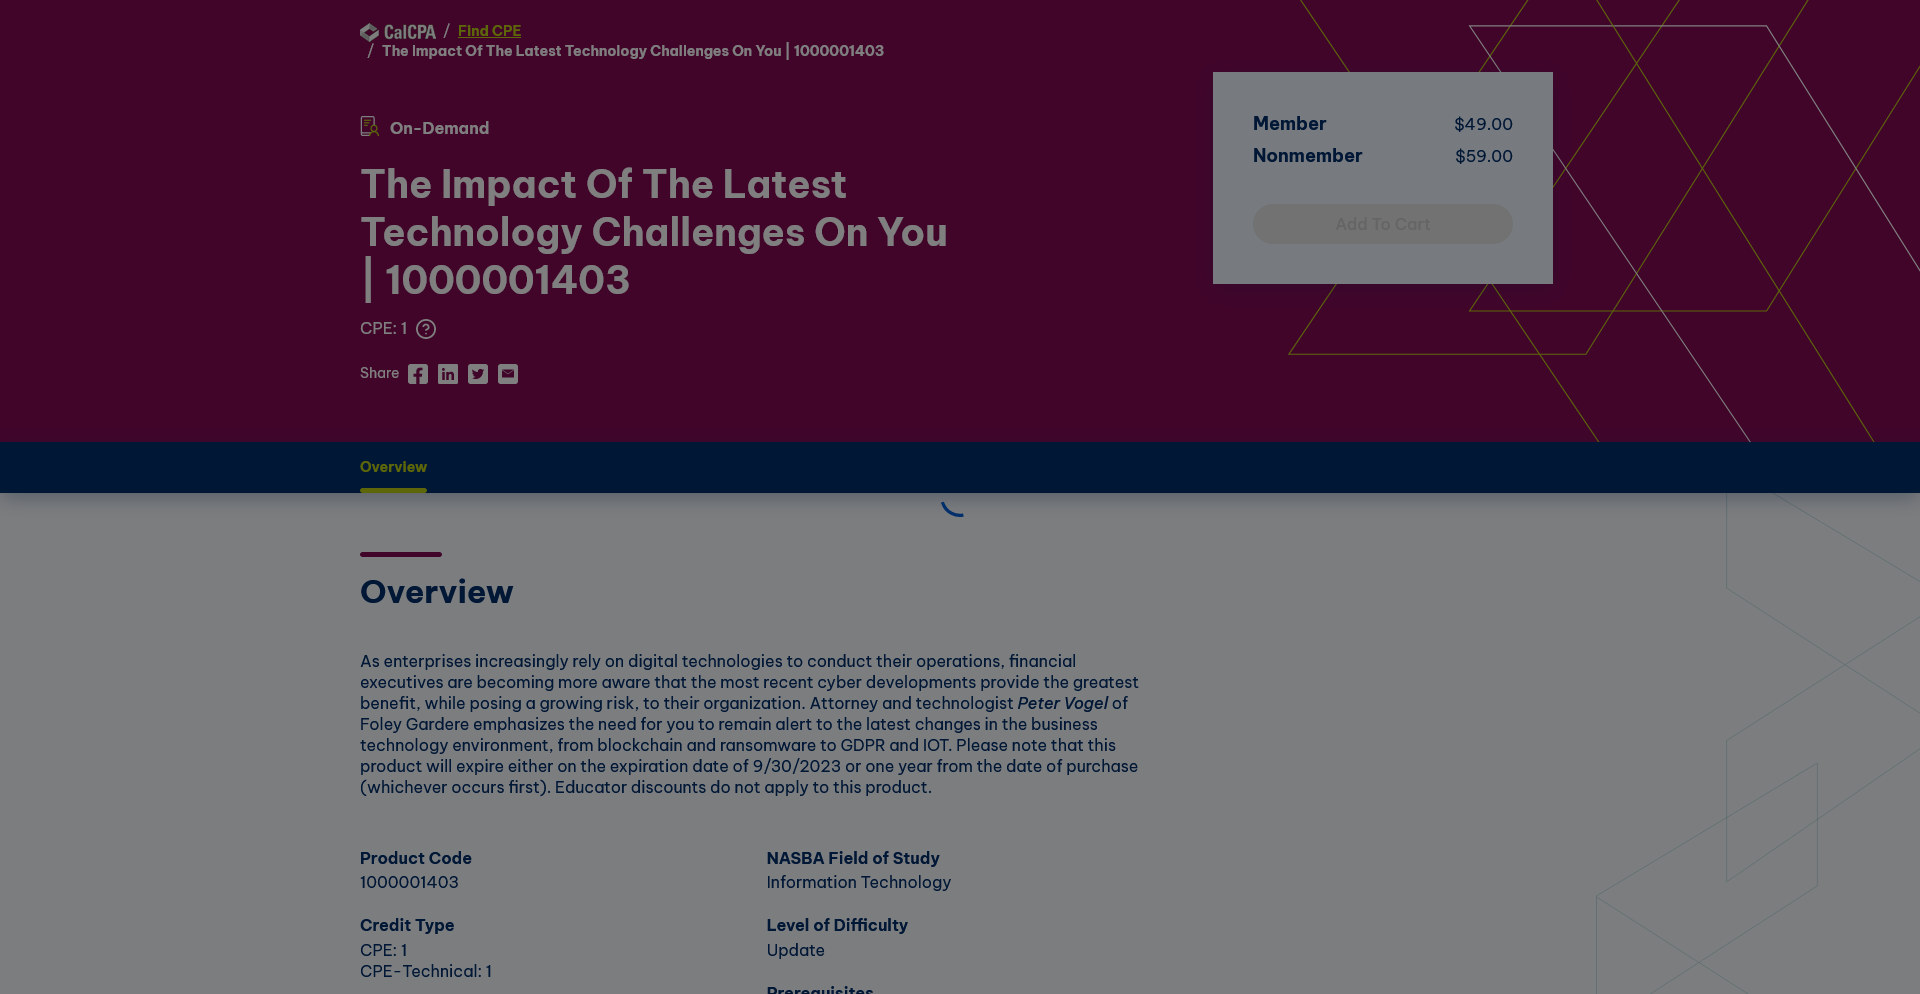 CalCPA / Find CPE
/ The Impact Of The Latest Technology Challenges On You | 1000001403
On-Demand
The Impact Of The Latest
Technology Challenges On You
| 1000001403
CPE: 1 ?
Share
Member $49.00
Nonmember $59.00
Add To Cart
Overview
Overview
As enterprises increasingly rely on digital technologies to conduct their operations, financial
executives are becoming more aware that the most recent cyber developments provide the greatest
benefit, while posing a growing risk, to their organization. Attorney and technologist Peter Vogel of
Foley Gardere emphasizes the need for you to remain alert to the latest changes in the business
technology environment, from blockchain and ransomware to GDPR and IOT. Please note that this
product will expire either on the expiration date of 9/30/2023 or one year from the date of purchase
(whichever occurs first). Educator discounts do not apply to this product.
Product Code
1000001403
Credit Type
CPE: 1
CPE-Technical: 1
NASBA Field of Study
Information Technology
Level of Difficulty
Update
Prerequisites